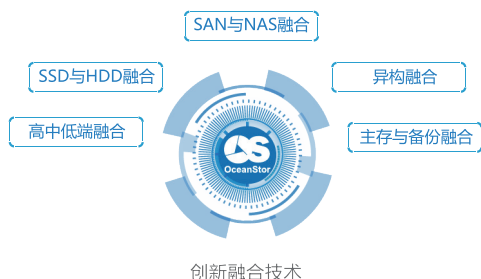 SAN与NAS融合
SSD与HDD融合
异构融合
高中低端融合
主存与备份融合
OceanStor
创新融合技术